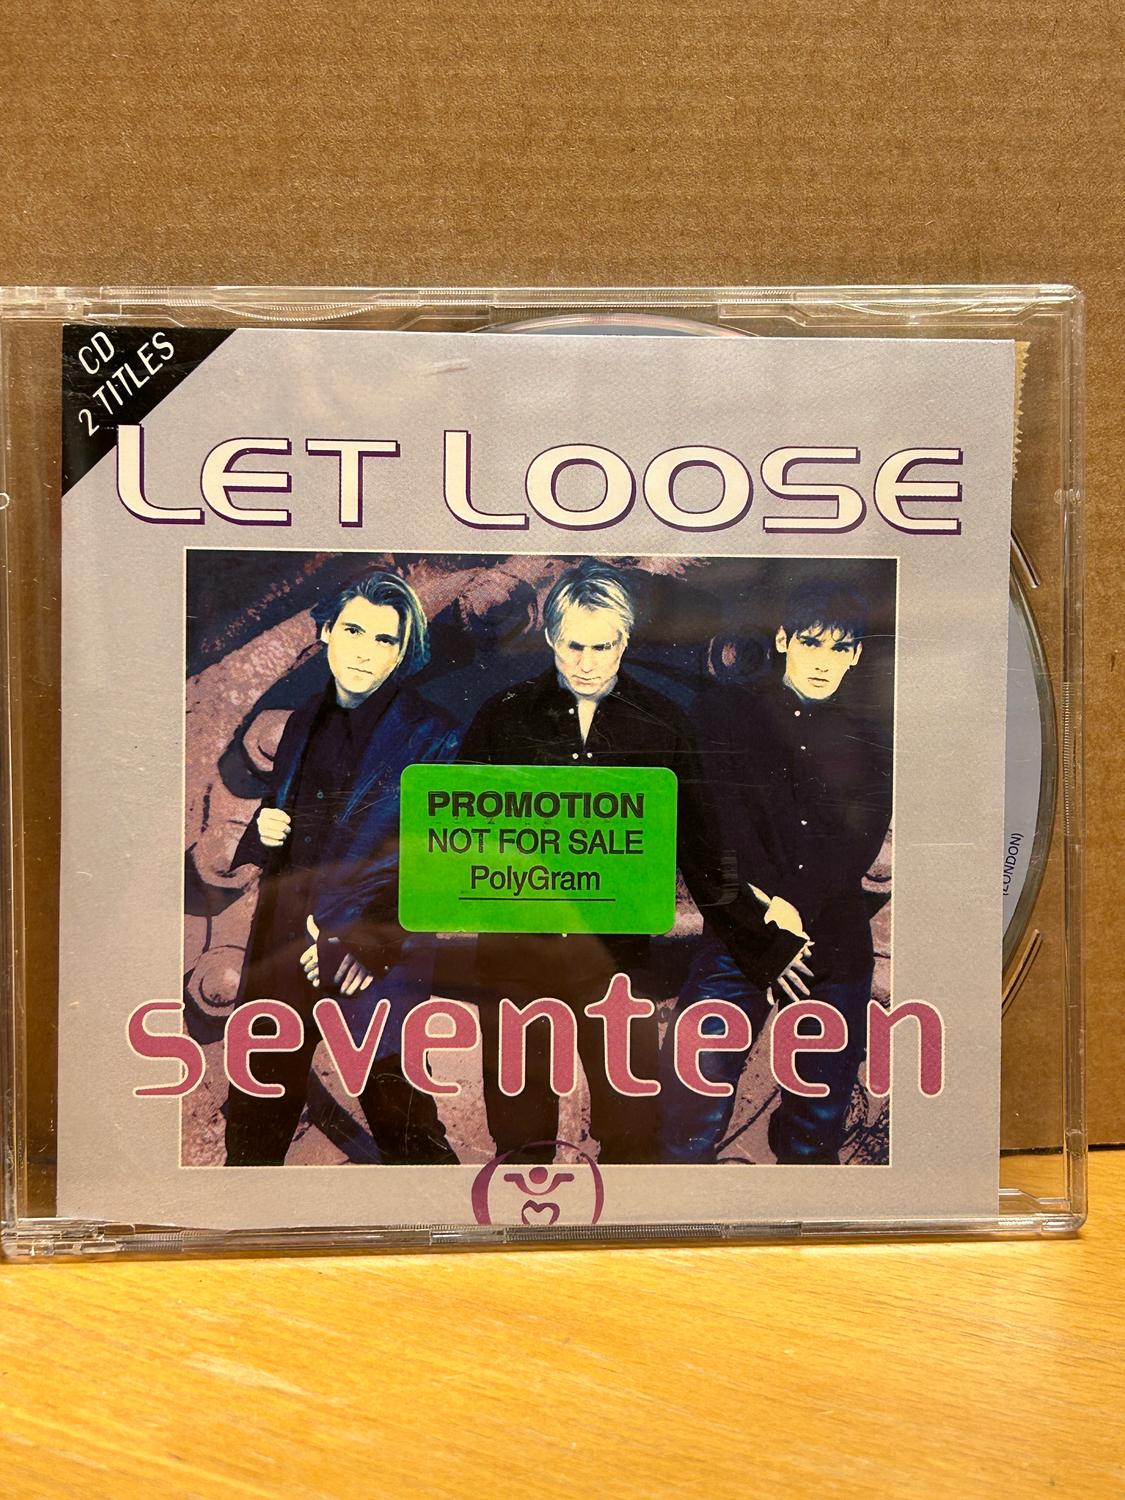 CD
2 TITLES
LET LOOSE
PROMOTION
NOT FOR SALE
PolyGram
seventeen
(LONDON)